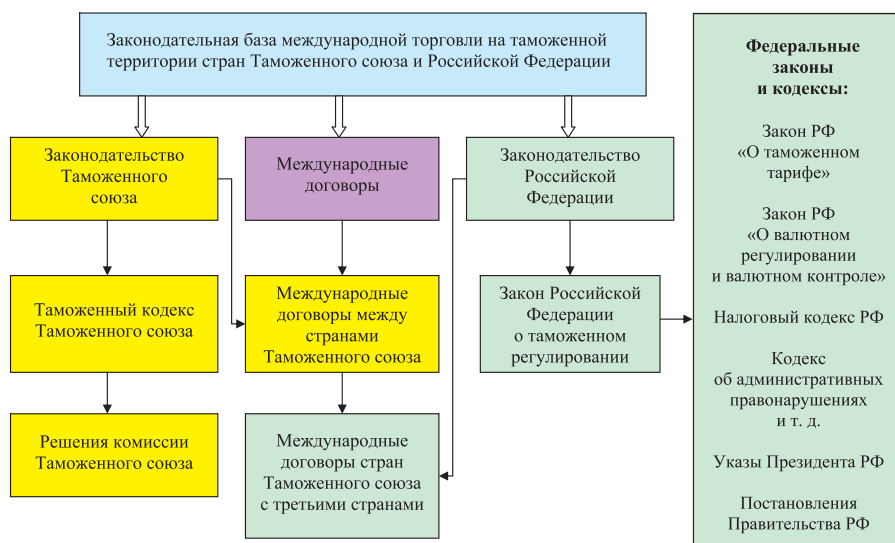 Законодательная база международной торговли на таможенной
территории стран Таможенного союза и Российской Федерации
Законодательство
Таможенного
союза
Международные
договоры
Законодательство
Российской
Федерации
Таможенный кодекс
Таможенного союза
Международные
договоры между
странами
Таможенного союза
Закон Российской
Федерации
о таможенном
регулировании
Решения комиссии
Таможенного союза
Международные
договоры стран
Таможенного союза
с третьими странами
Федеральные
законы
и кодексы:
Закон РФ
«О таможенном
тарифе»
Закон РФ
«О валютном
регулировании
и валютном контроле»
Налоговый кодекс РФ
Кодекс
об административных
правонарушениях
и т. д.
Указы Президента РФ
Постановления
Правительства РФ